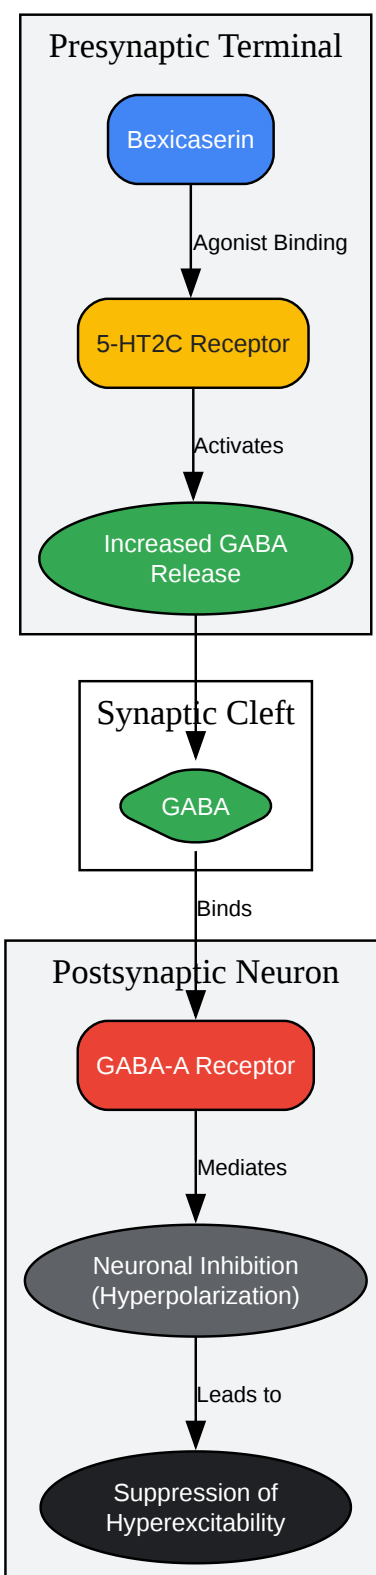 Presynaptic Terminal
Bexicaserin
Agonist Binding
5-HT2C Receptor
Activates
Increased GABA
Release
Synaptic Cleft
GABA
Binds
Postsynaptic Neuron
GABA-A Receptor
Mediates
Neuronal Inhibition
(Hyperpolarization)
Leads to
Suppression of
Hyperexcitability